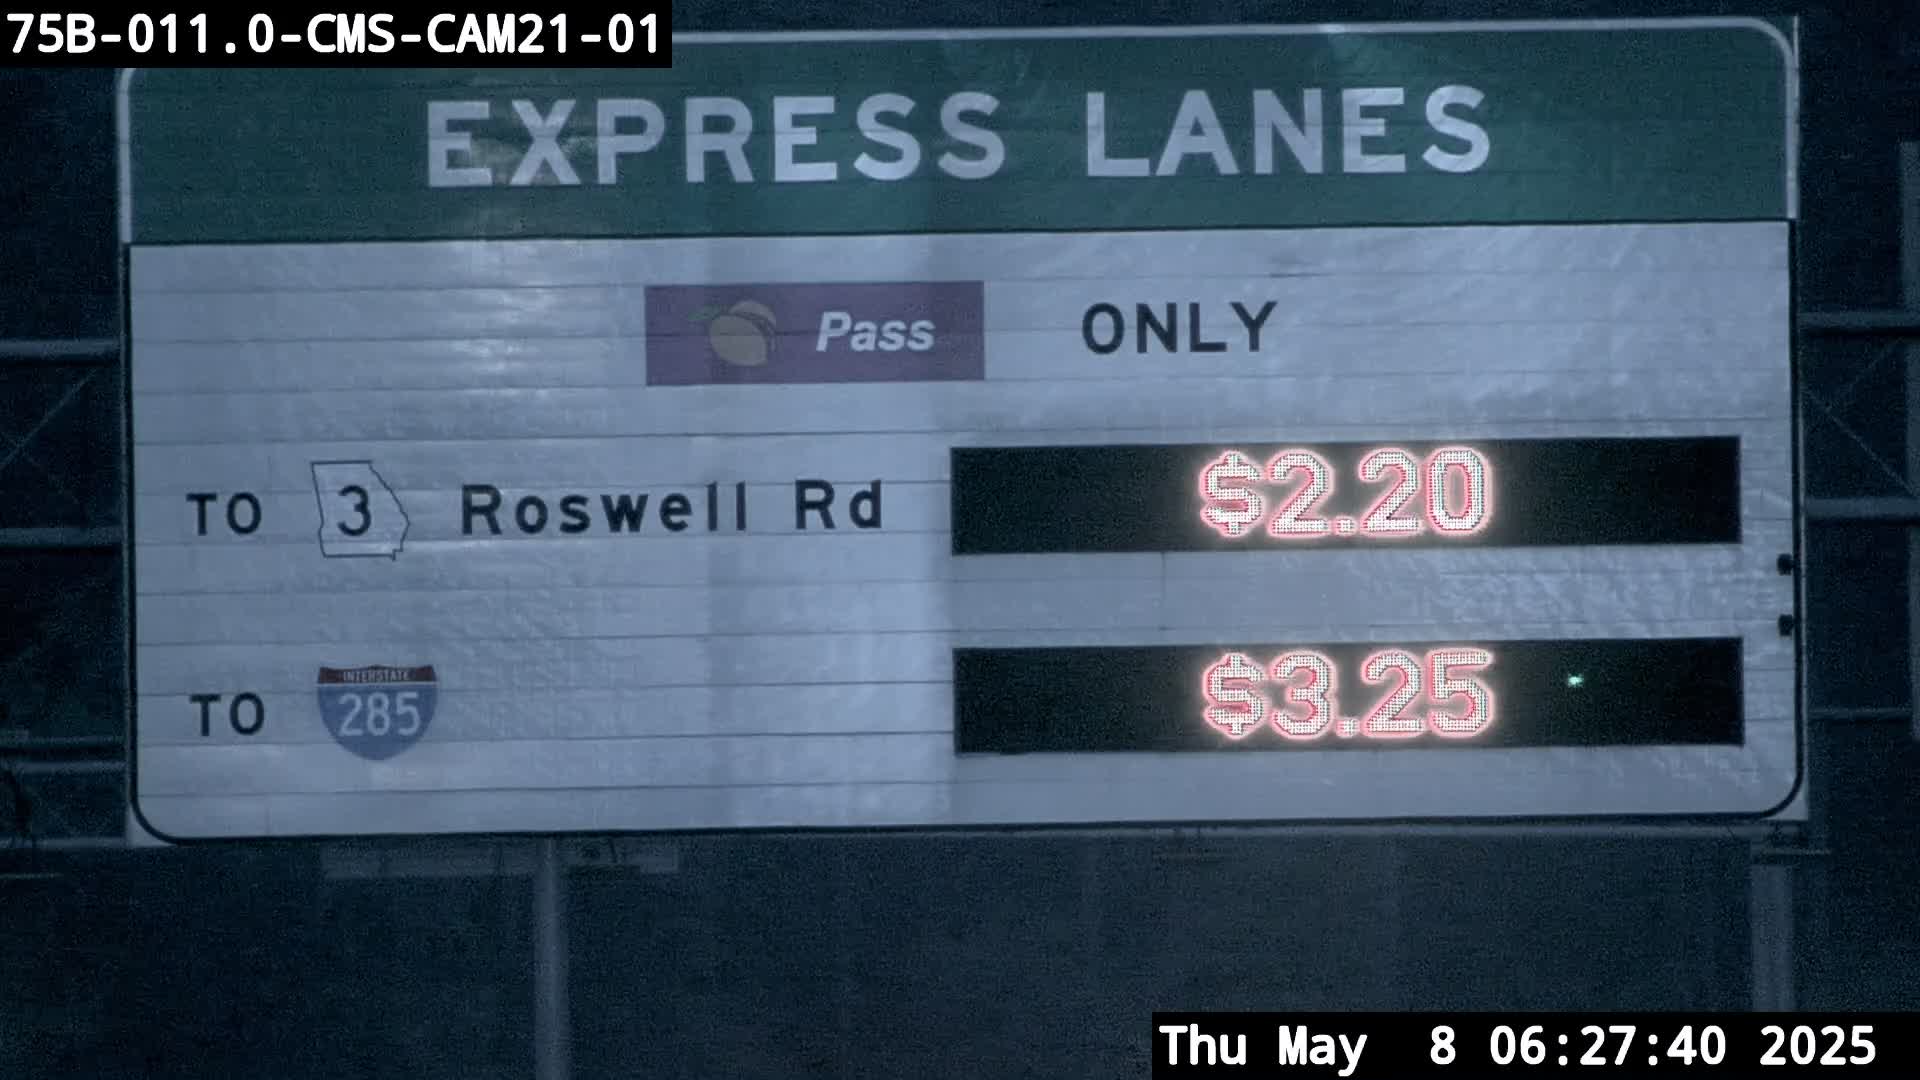 75B-011.0-CMS-CAM21-01
EXPRESS LANES
Pass ONLY
TO 3 Roswell Rd $2.20
TO INTERSTATE 285 $3.25
Thu May 8 06:27:40 2025